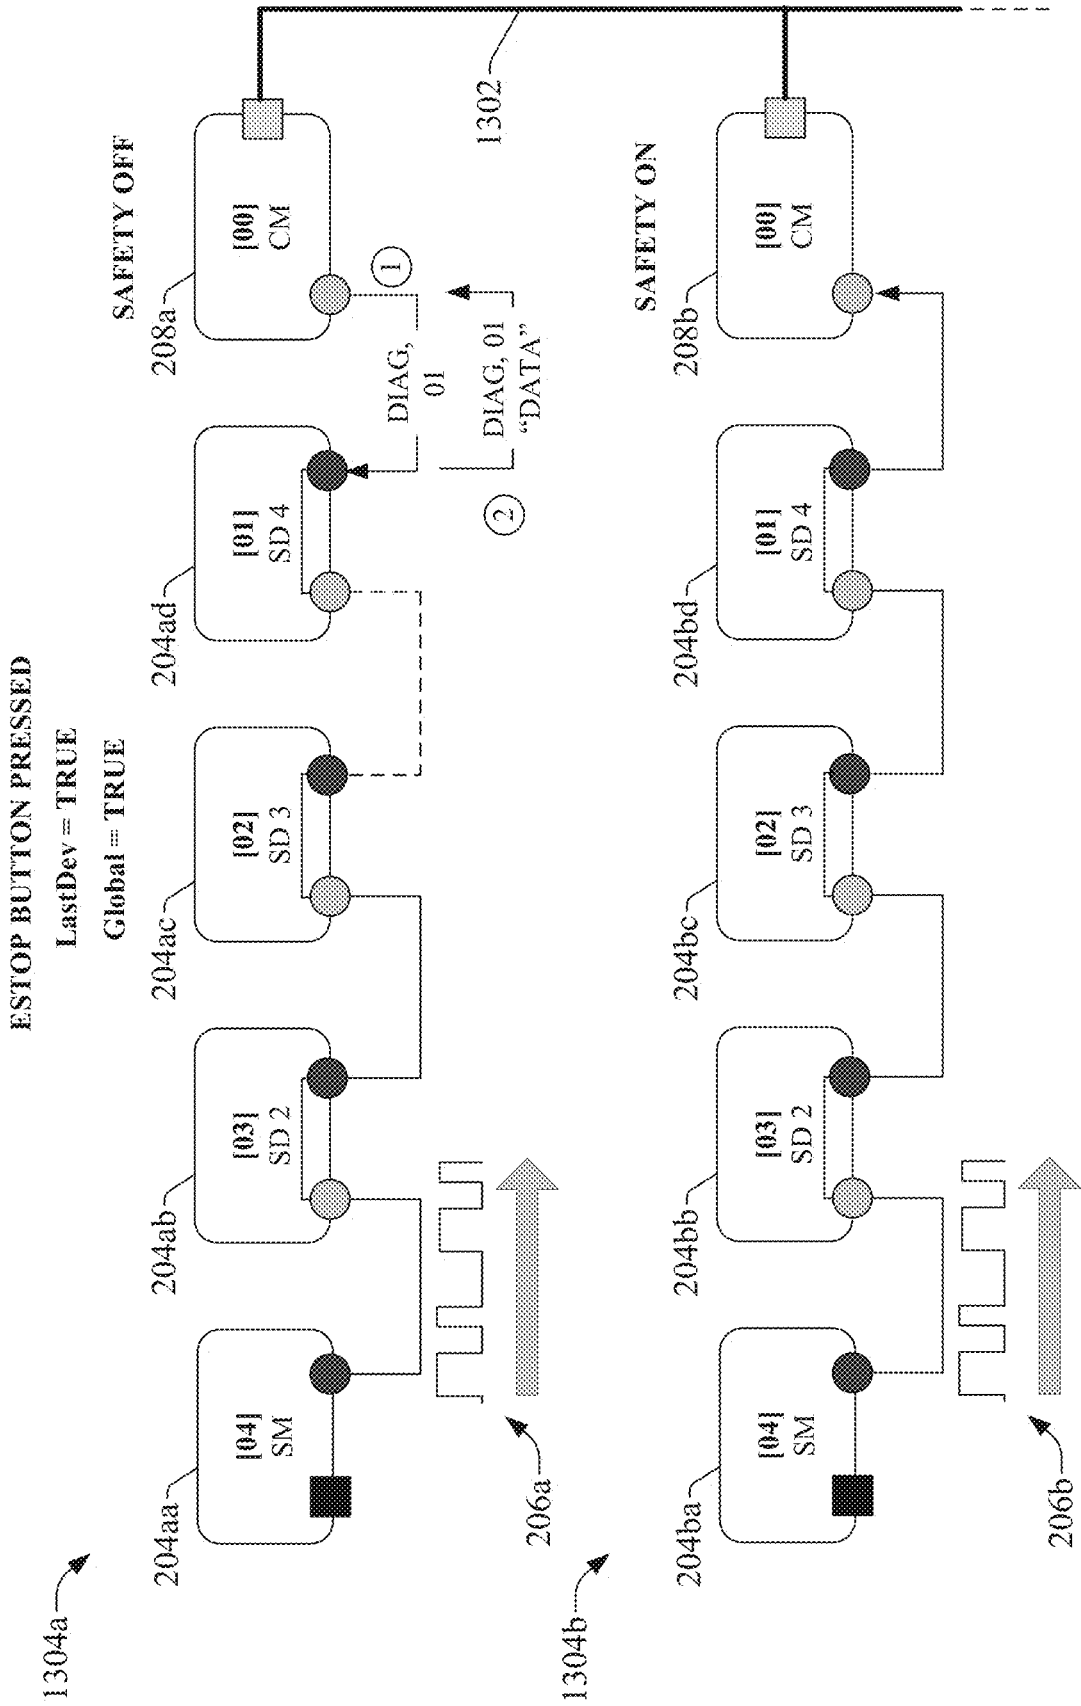 ESTOP BUTTON PRESSED
LastDev = TRUE
Global = TRUE
1304a
204aa
204ab
204ac
204ad
208a
SAFETY OFF
[04]
SM
[03]
SD 2
[02]
SD 3
[01]
SD 4
[00]
CM
1
DIAG,
01
2
DIAG, 01
“DATA”
206a
1302
1304b
204ba
204bb
204bc
204bd
208b
SAFETY ON
[04]
SM
[03]
SD 2
[02]
SD 3
[01]
SD 4
[00]
CM
206b